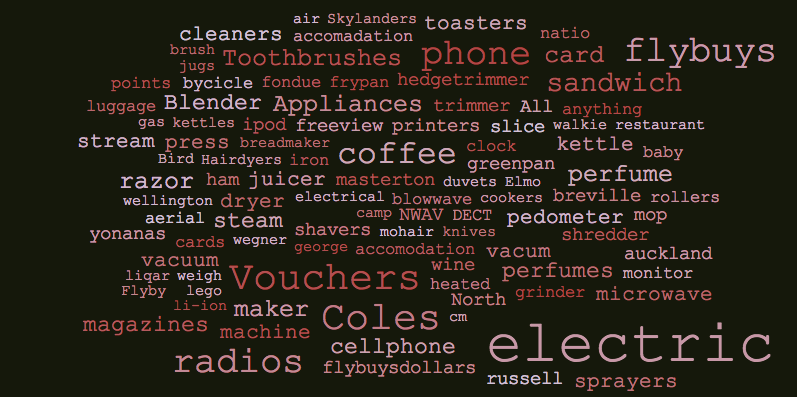 air Skylanders toasters
cleaners accomadation natio
brush Toothbrushes phone card flybuys
jugs
points bycicle fondue frypan hedgetrimmer sandwich
luggage Blender Appliances trimmer All anything
gas kettles ipod freeview printers slice walkie restaurant
stream press breadmaker coffee clock kettle baby
Bird Hairdyers iron greenpan
razor ham juicer masterton duvets Elmo perfume
wellington dryer electrical blowwave cookers breville rollers
aerial steam camp NWAV DECT pedometer mop
yonanas shavers mohair knives shredder
cards wegner george accomodation vacum auckland
vacuum wine perfumes monitor
liqar weigh Vouchers heated
Flyby lego North grinder microwave
li-ion maker Coles cm
magazines machine electric
radios cellphone
flybuysdollars russell sprayers